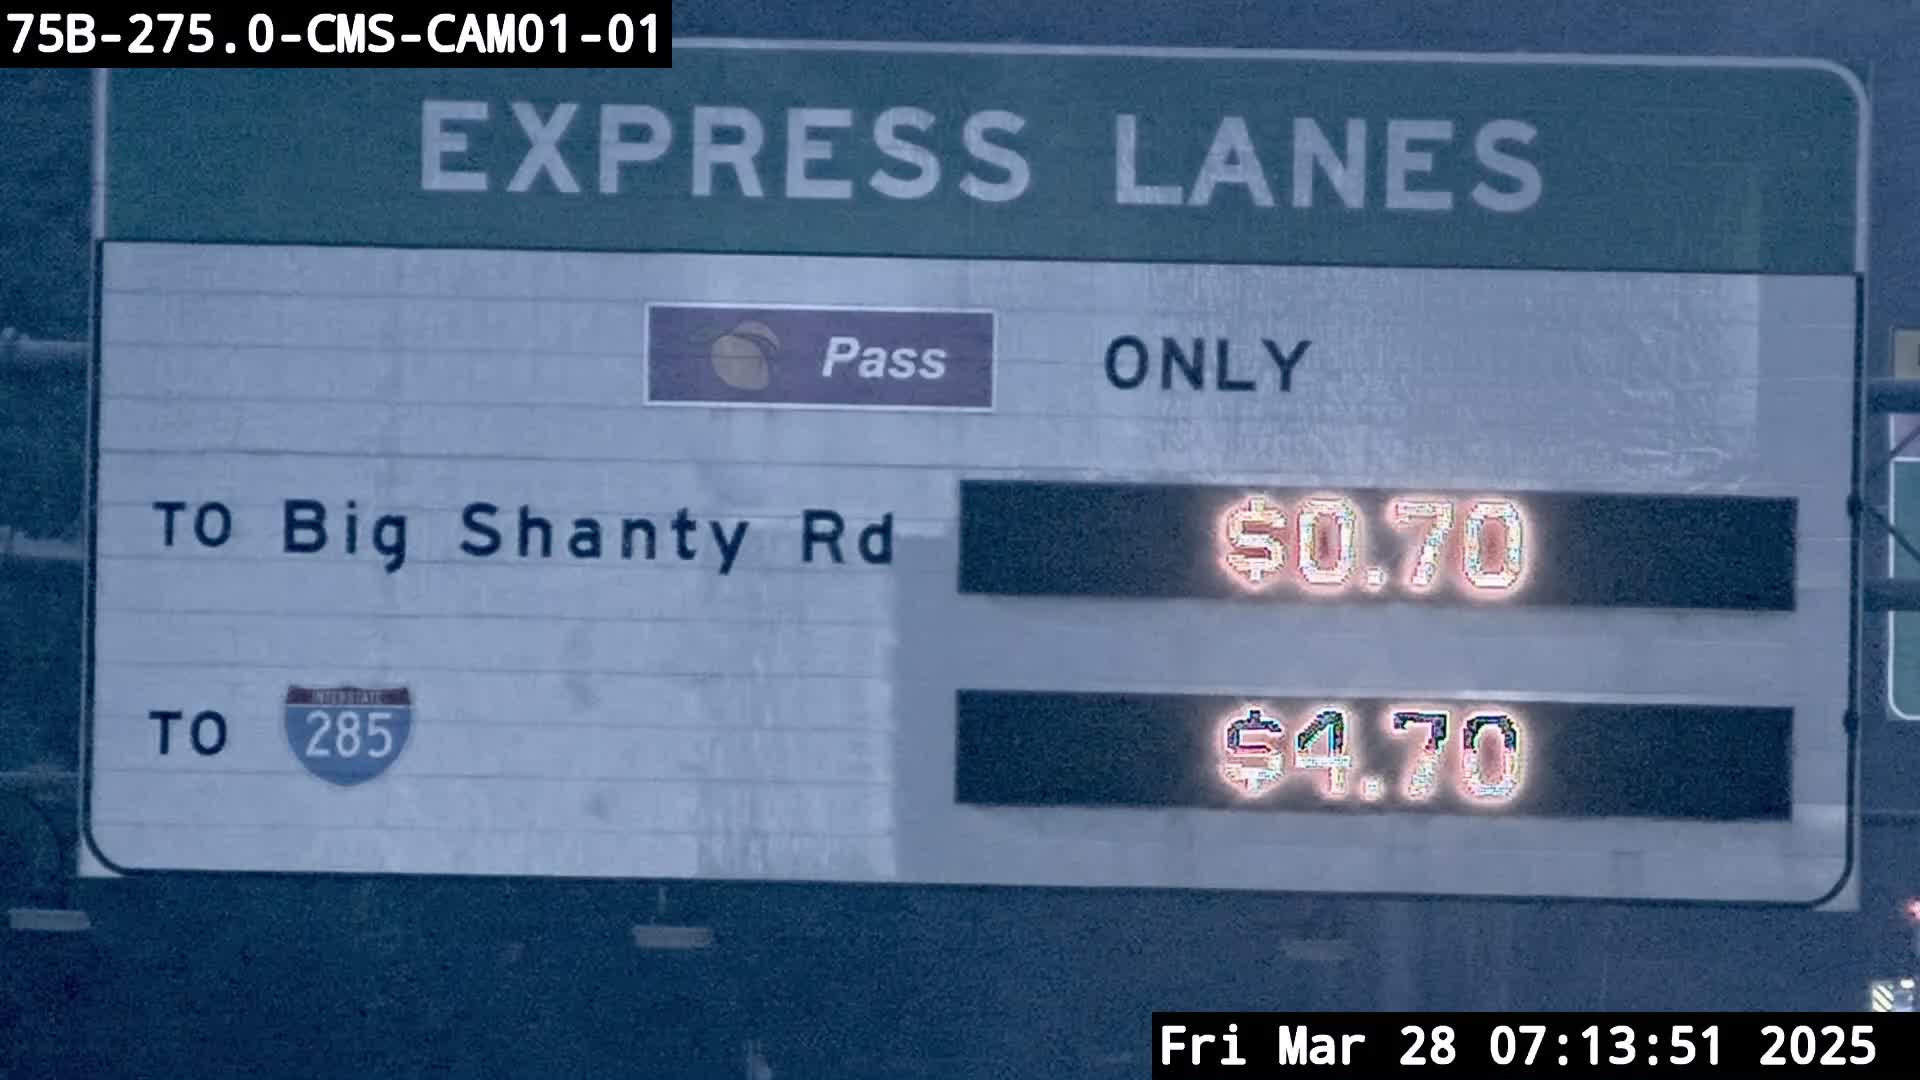 75B-275.0-CMS-CAM01-01
EXPRESS LANES
Pass ONLY
TO Big Shanty Rd $0.70
TO INTERSTATE 285 $4.70
Fri Mar 28 07:13:51 2025